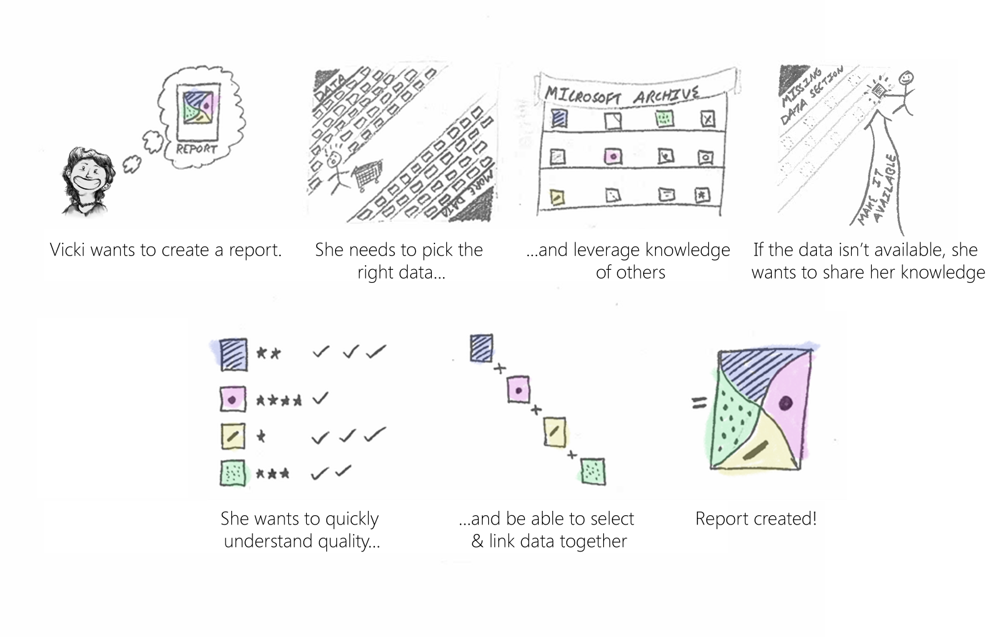 REPORT
Vicki wants to create a report.
DATA
MORE DATA
She needs to pick the
right data...
MICROSOFT ARCHIVE
...and leverage knowledge
of others
MISSING
DATA SECTION
MAKE IT
AVAILABLE
If the data isn't available, she
wants to share her knowledge
She wants to quickly
understand quality...
...and be able to select
& link data together
=
Report created!